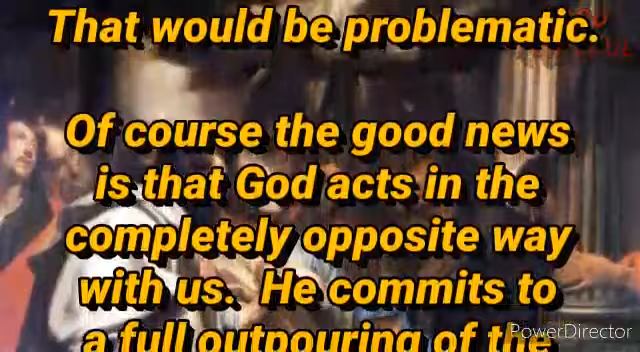 That would be problematic.
Of course the good news
is that God acts in the
completely opposite way
with us. He commits to
a full outpouring of the
PowerDirector